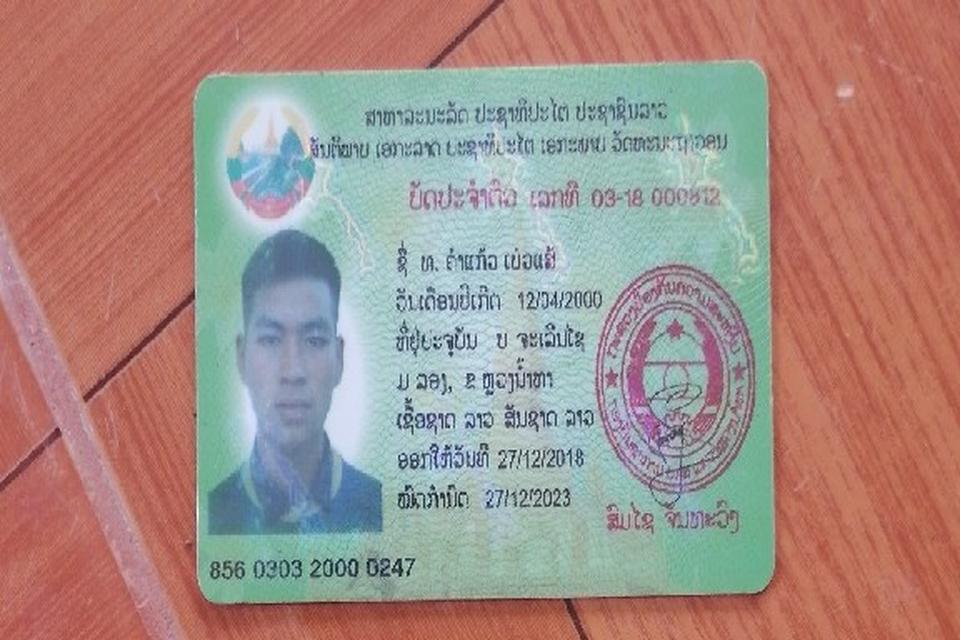 ສາທາລະນະລັດ ປະຊາທິປະໄຕ ປະຊາຊົນລາວ
ສັນຕິພາບ ເອກະລາດ ປະຊາທິປະໄຕ ເອກະພາບ ວັດທະນະຖາວອນ
ບັດປະຈຳຕົວ ເລກທີ 03-18 000812
ຊື່ ທ. ຄຳແກ້ວ ເບ່ຍແສ້
ວັນເດືອນປີເກີດ 12/04/2000
ທີ່ຢູ່ປະຈຸບັນ ບ ຈະເລີນໄຊ
ມ ລອງ, ຂ ຫຼວງນ້ຳທາ
ເຊື້ອຊາດ ລາວ ສັນຊາດ ລາວ
ອອກໃຫ້ວັນທີ 27/12/2018
ໝົດກຳນົດ 27/12/2023
ສົມໄຊ ຈັນທະວົງ
856 0303 2000 0247